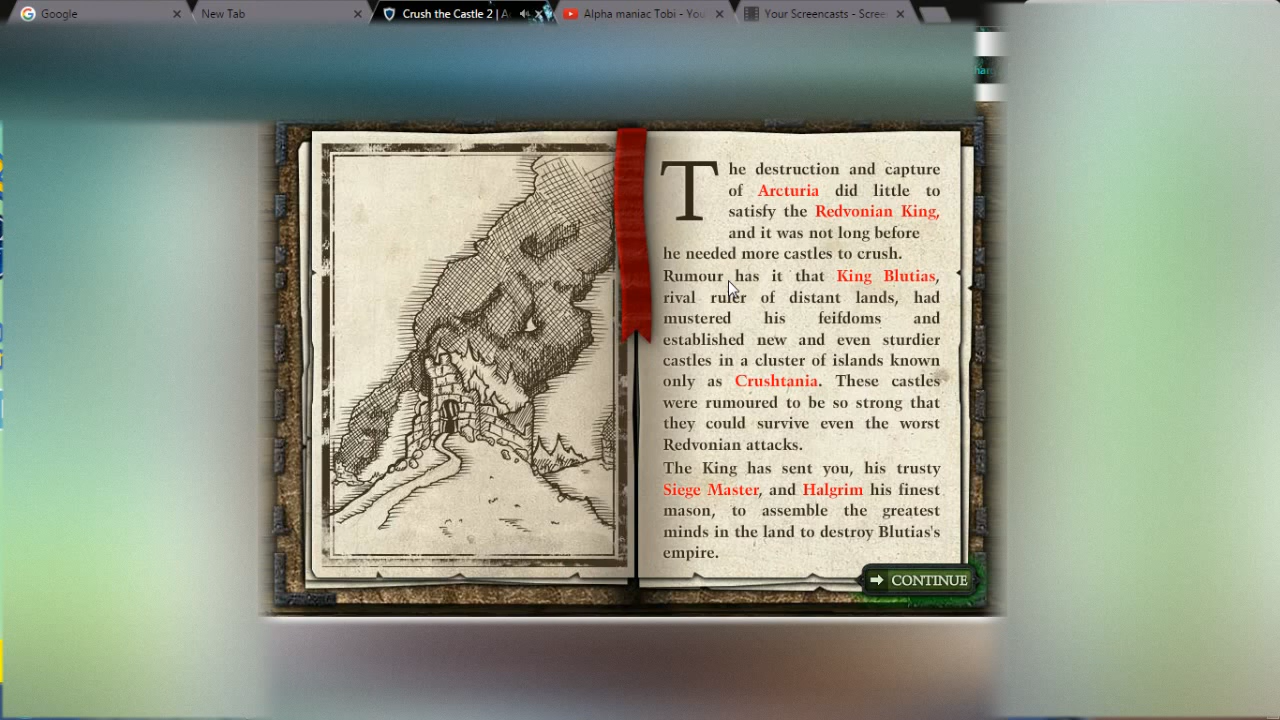 Google
New Tab
Crush the Castle 2 | A
Alpha maniac Tobi - You
Your Screencasts - Scree
The destruction and capture
of Arcturia did little to
satisfy the Redvonian King,
and it was not long before
he needed more castles to crush.
Rumour has it that King Blutias,
rival ruler of distant lands, had
mustered his feifdoms and
established new and even sturdier
castles in a cluster of islands known
only as Crushtania. These castles
were rumoured to be so strong that
they could survive even the worst
Redvonian attacks.
The King has sent you, his trusty
Siege Master, and Halgrim his finest
mason, to assemble the greatest
minds in the land to destroy Blutias's
empire.
CONTINUE